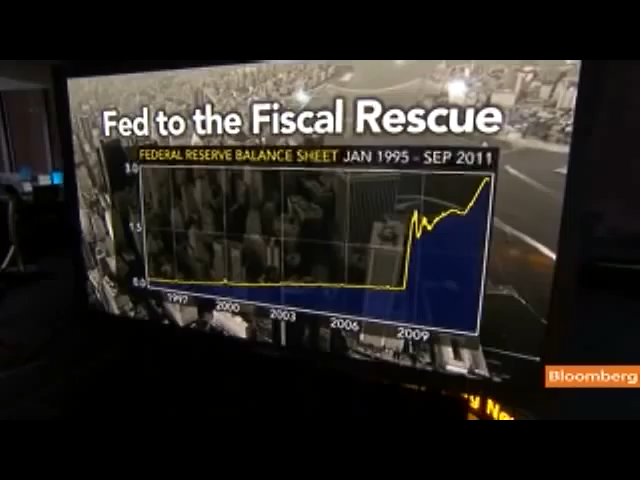 Fed to the Fiscal Rescue
FEDERAL RESERVE BALANCE SHEET JAN 1995 - SEP 2011
3.0
1.5
0.0
1997 2000 2003 2006 2009
Bloomberg